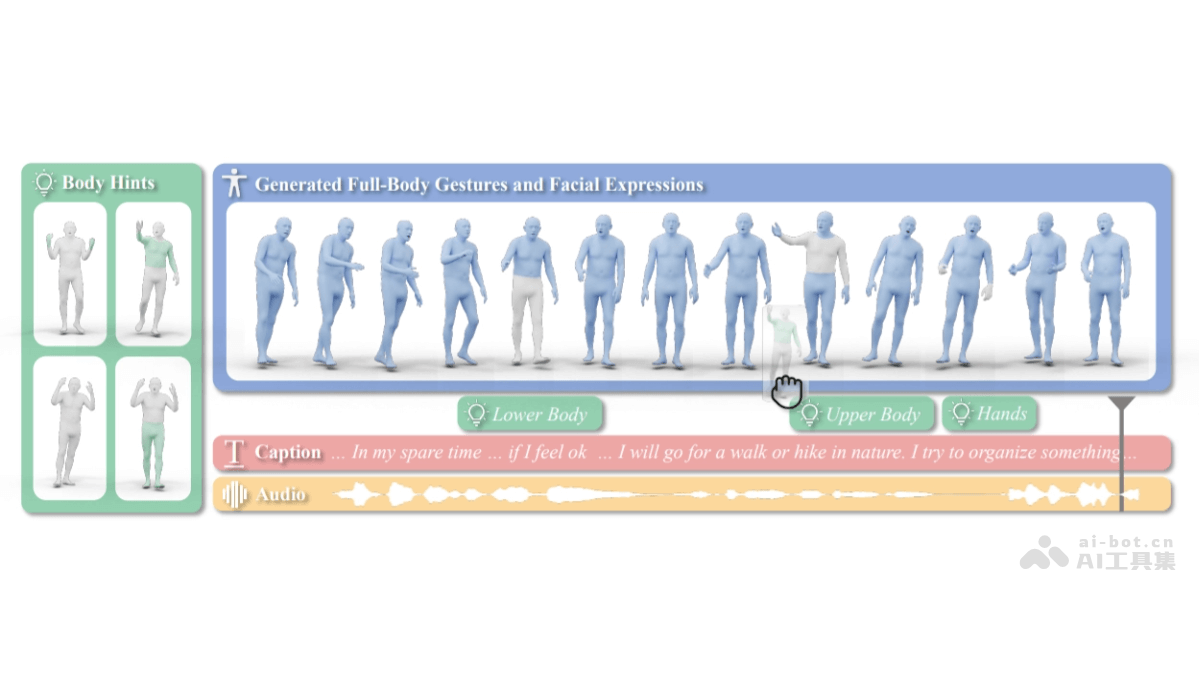 Body Hints
Generated Full-Body Gestures and Facial Expressions
Lower Body
Upper Body
Hands
T Caption ... In my spare time ... if I feel ok ... I will go for a walk or hike in nature. I try to organize something...
Audio
ai-bot.cn
AI工具集